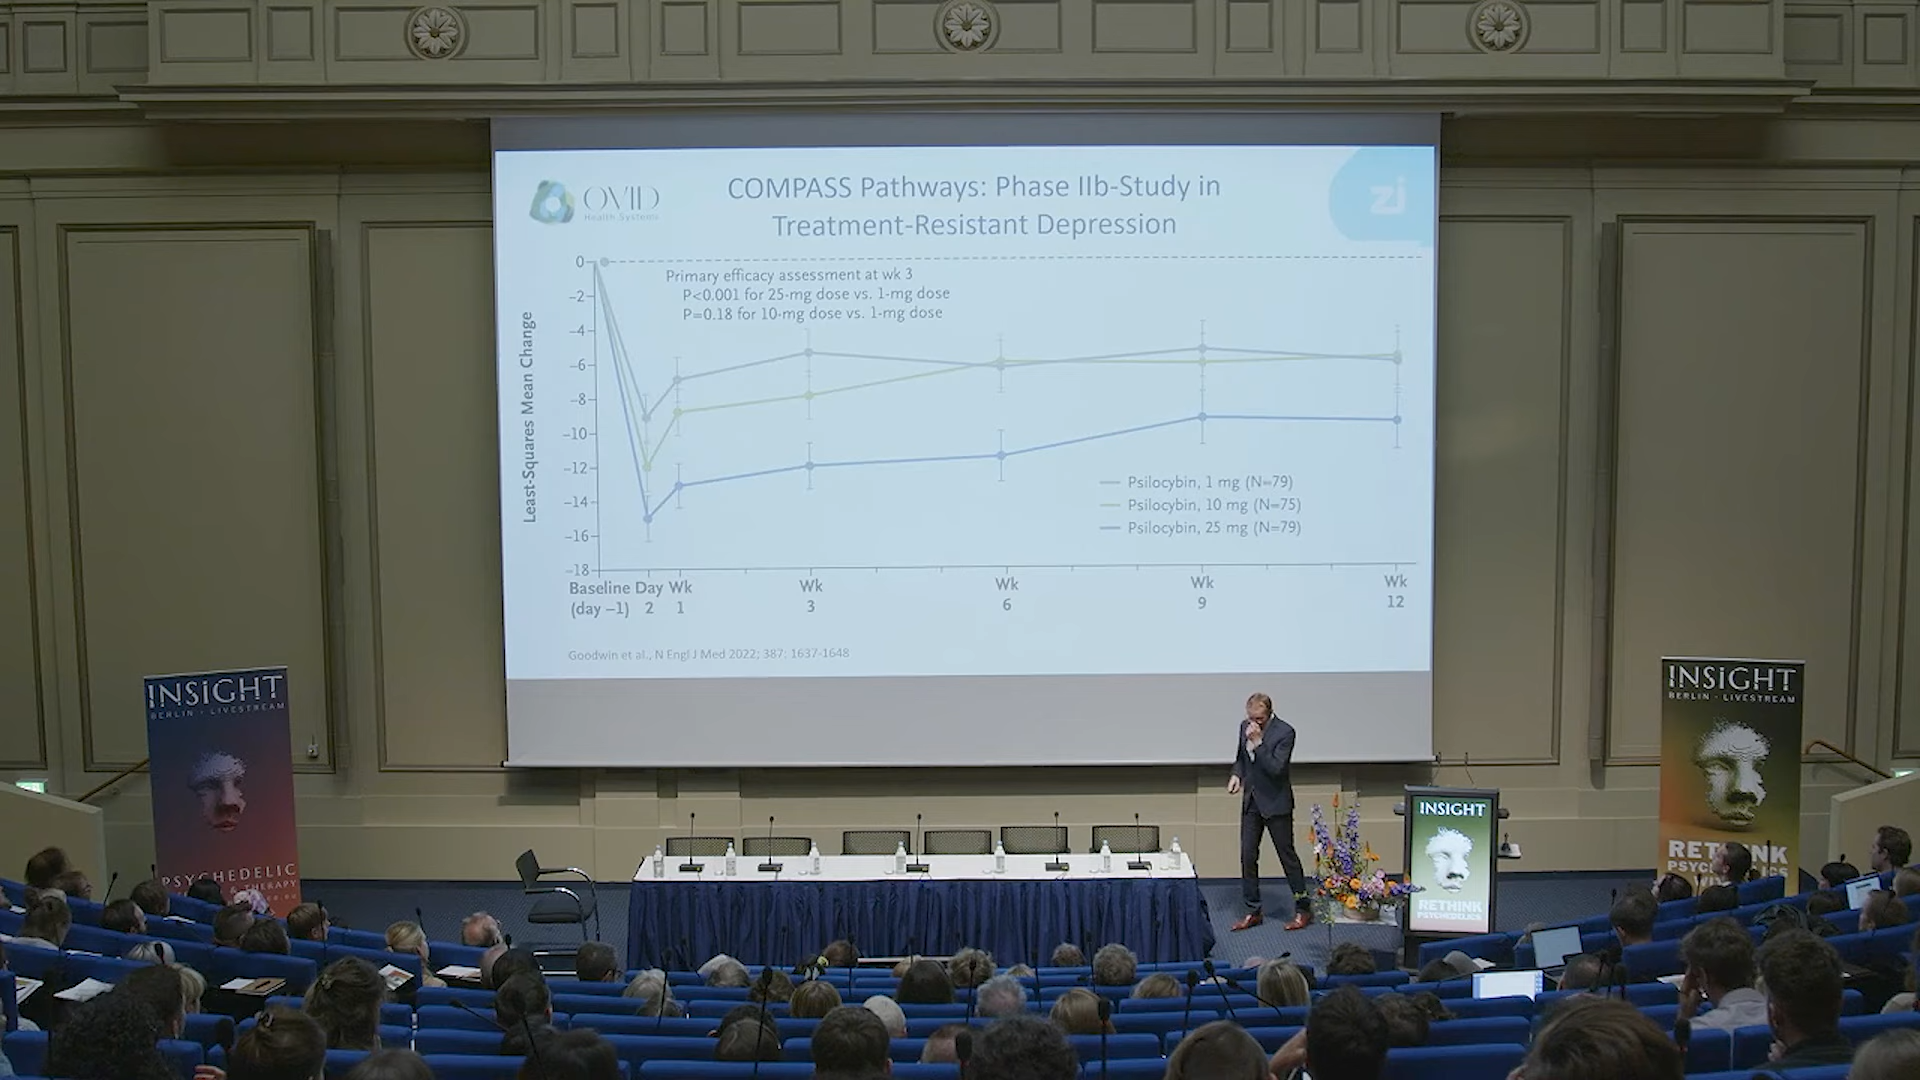 OVID
Health Systems
COMPASS Pathways: Phase IIb-Study in
Treatment-Resistant Depression
zi
Least-Squares Mean Change
0
−2
−4
−6
−8
−10
−12
−14
−16
−18
Primary efficacy assessment at wk 3
P<0.001 for 25-mg dose vs. 1-mg dose
P=0.18 for 10-mg dose vs. 1-mg dose
Psilocybin, 1 mg (N=79)
Psilocybin, 10 mg (N=75)
Psilocybin, 25 mg (N=79)
Baseline Day Wk Wk Wk Wk Wk
(day −1) 2 1 3 6 9 12
Goodwin et al., N Engl J Med 2022; 387: 1637-1648
INSiGHT
BERLIN · LIVESTREAM
PSYCHEDELIC
& THERAPY
INSiGHT
RETHINK
PSYCHEDELICS
INSiGHT
BERLIN · LIVESTREAM